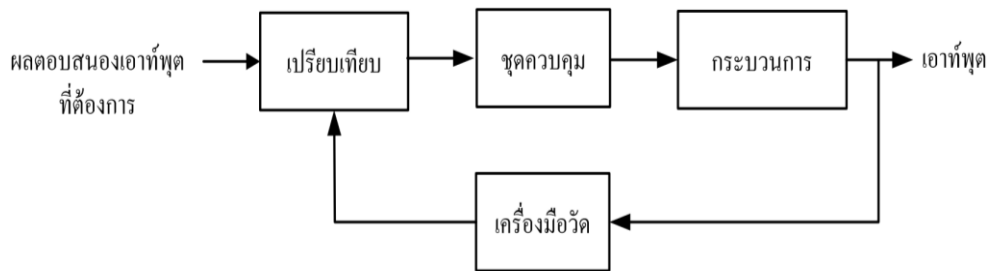 ผลตอบสนองเอาท์พุต
ที่ต้องการ
เปรียบเทียบ
ชุดควบคุม
กระบวนการ
เอาท์พุต
เครื่องมือวัด